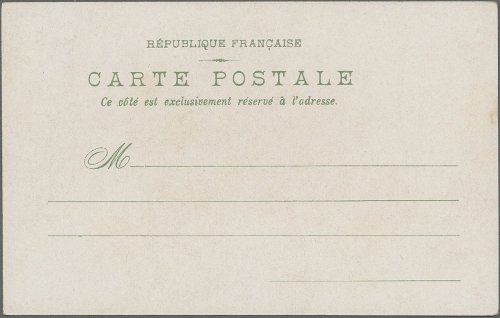 RÉPUBLIQUE FRANÇAISE
CARTE POSTALE
Ce côté est exclusivement réservé à l'adresse.
M